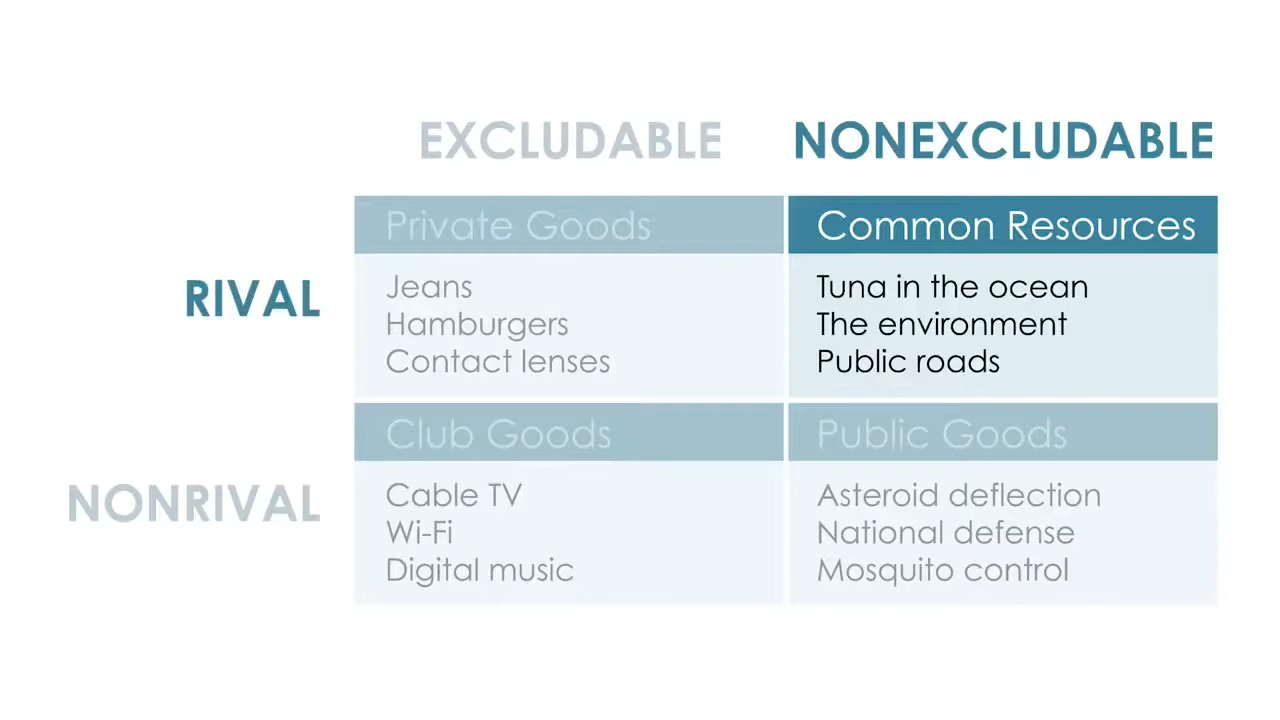 EXCLUDABLE NONEXCLUDABLE
RIVAL
Private Goods
Jeans
Hamburgers
Contact lenses
Common Resources
Tuna in the ocean
The environment
Public roads
NONRIVAL
Club Goods
Cable TV
Wi-Fi
Digital music
Public Goods
Asteroid deflection
National defense
Mosquito control